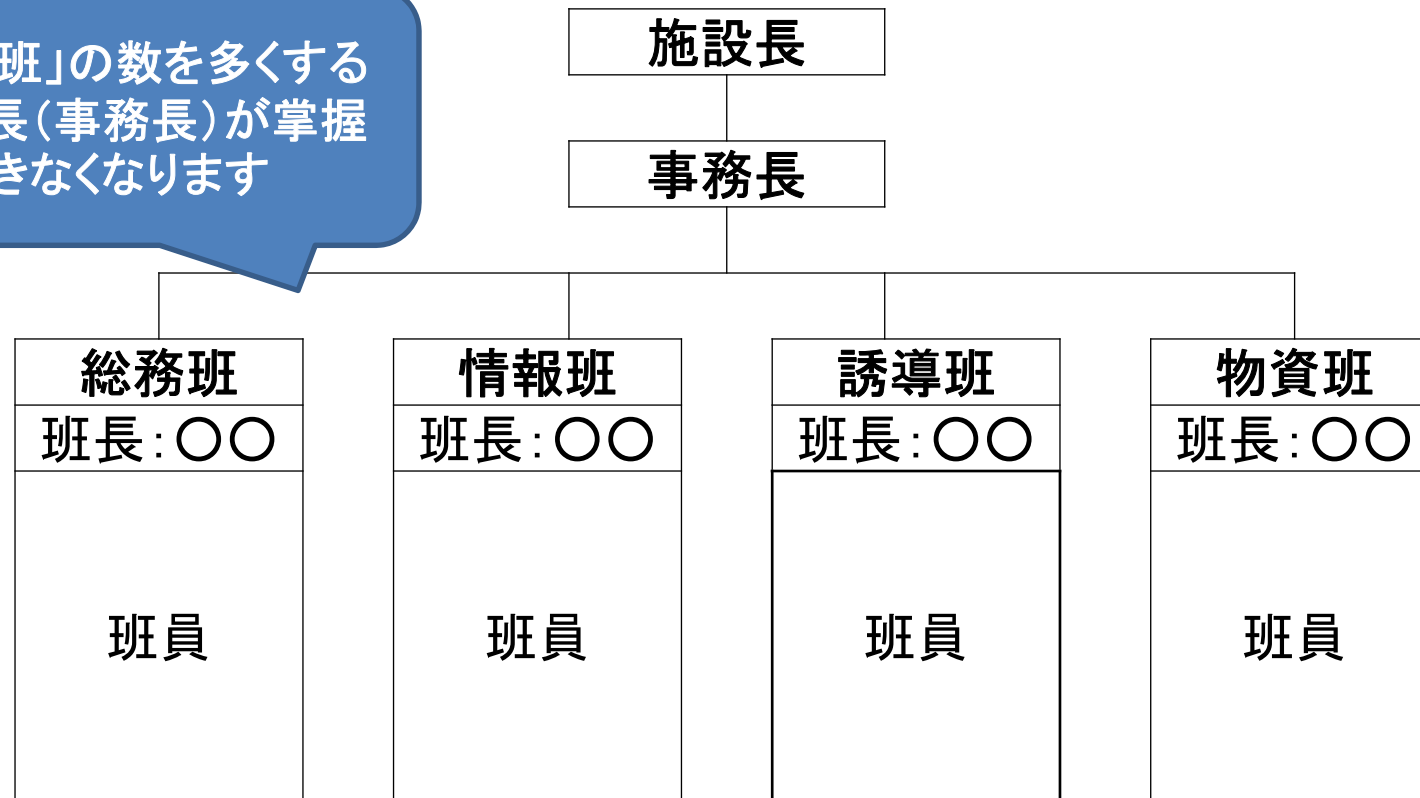 班」の数を多くする
長(事務長)が掌握
きなくなります
施設長
事務長
総務班
情報班
誘導班
物資班
班長:〇〇
班長:〇〇
班長:〇〇
班長:〇〇
班員
班員
班員
班員